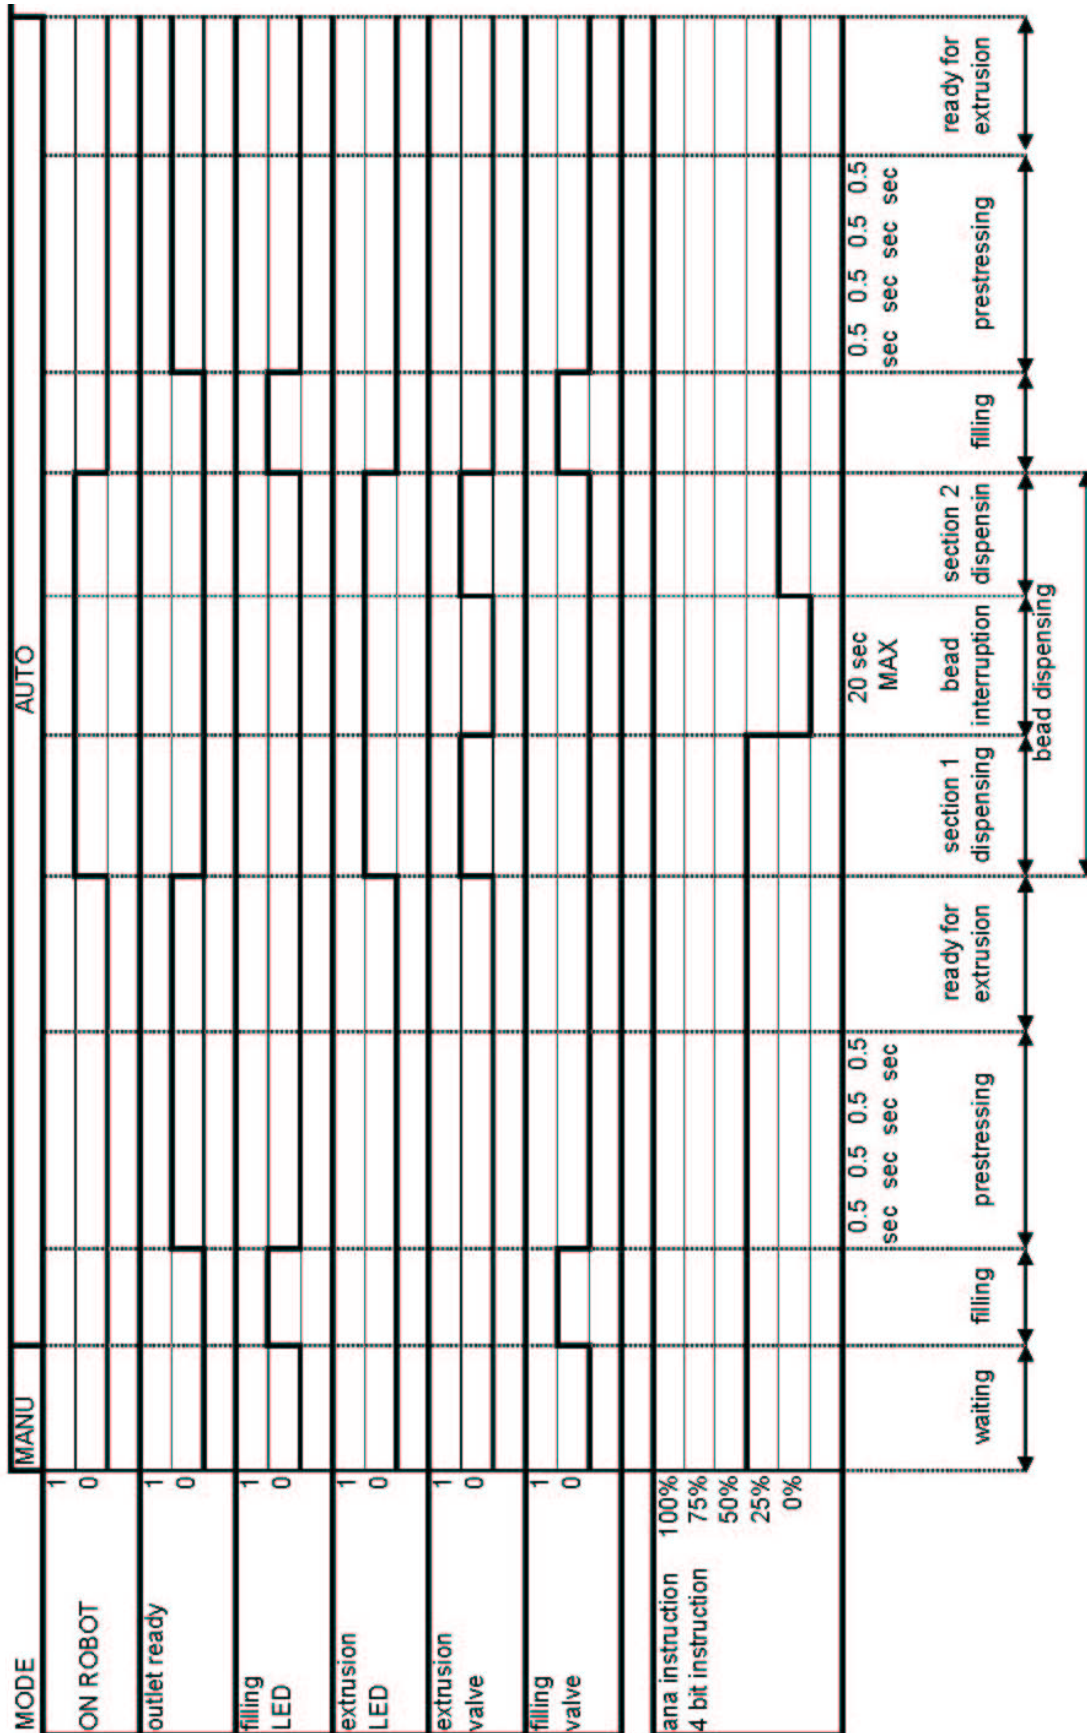 MODE
MANU
AUTO
ON ROBOT
1
0
outlet ready
1
0
filling
LED
1
0
extrusion
LED
1
0
extrusion
valve
1
0
filling
valve
1
0
ana instruction
4 bit instruction
100%
75%
50%
25%
0%
0.5 0.5 0.5 0.5
sec sec sec sec
20 sec
MAX
0.5 0.5 0.5 0.5
sec sec sec sec
waiting
filling
prestressing
ready for
extrusion
section 1
dispensing
bead
interruption
section 2
dispensin
filling
prestressing
ready for
extrusion
bead dispensing